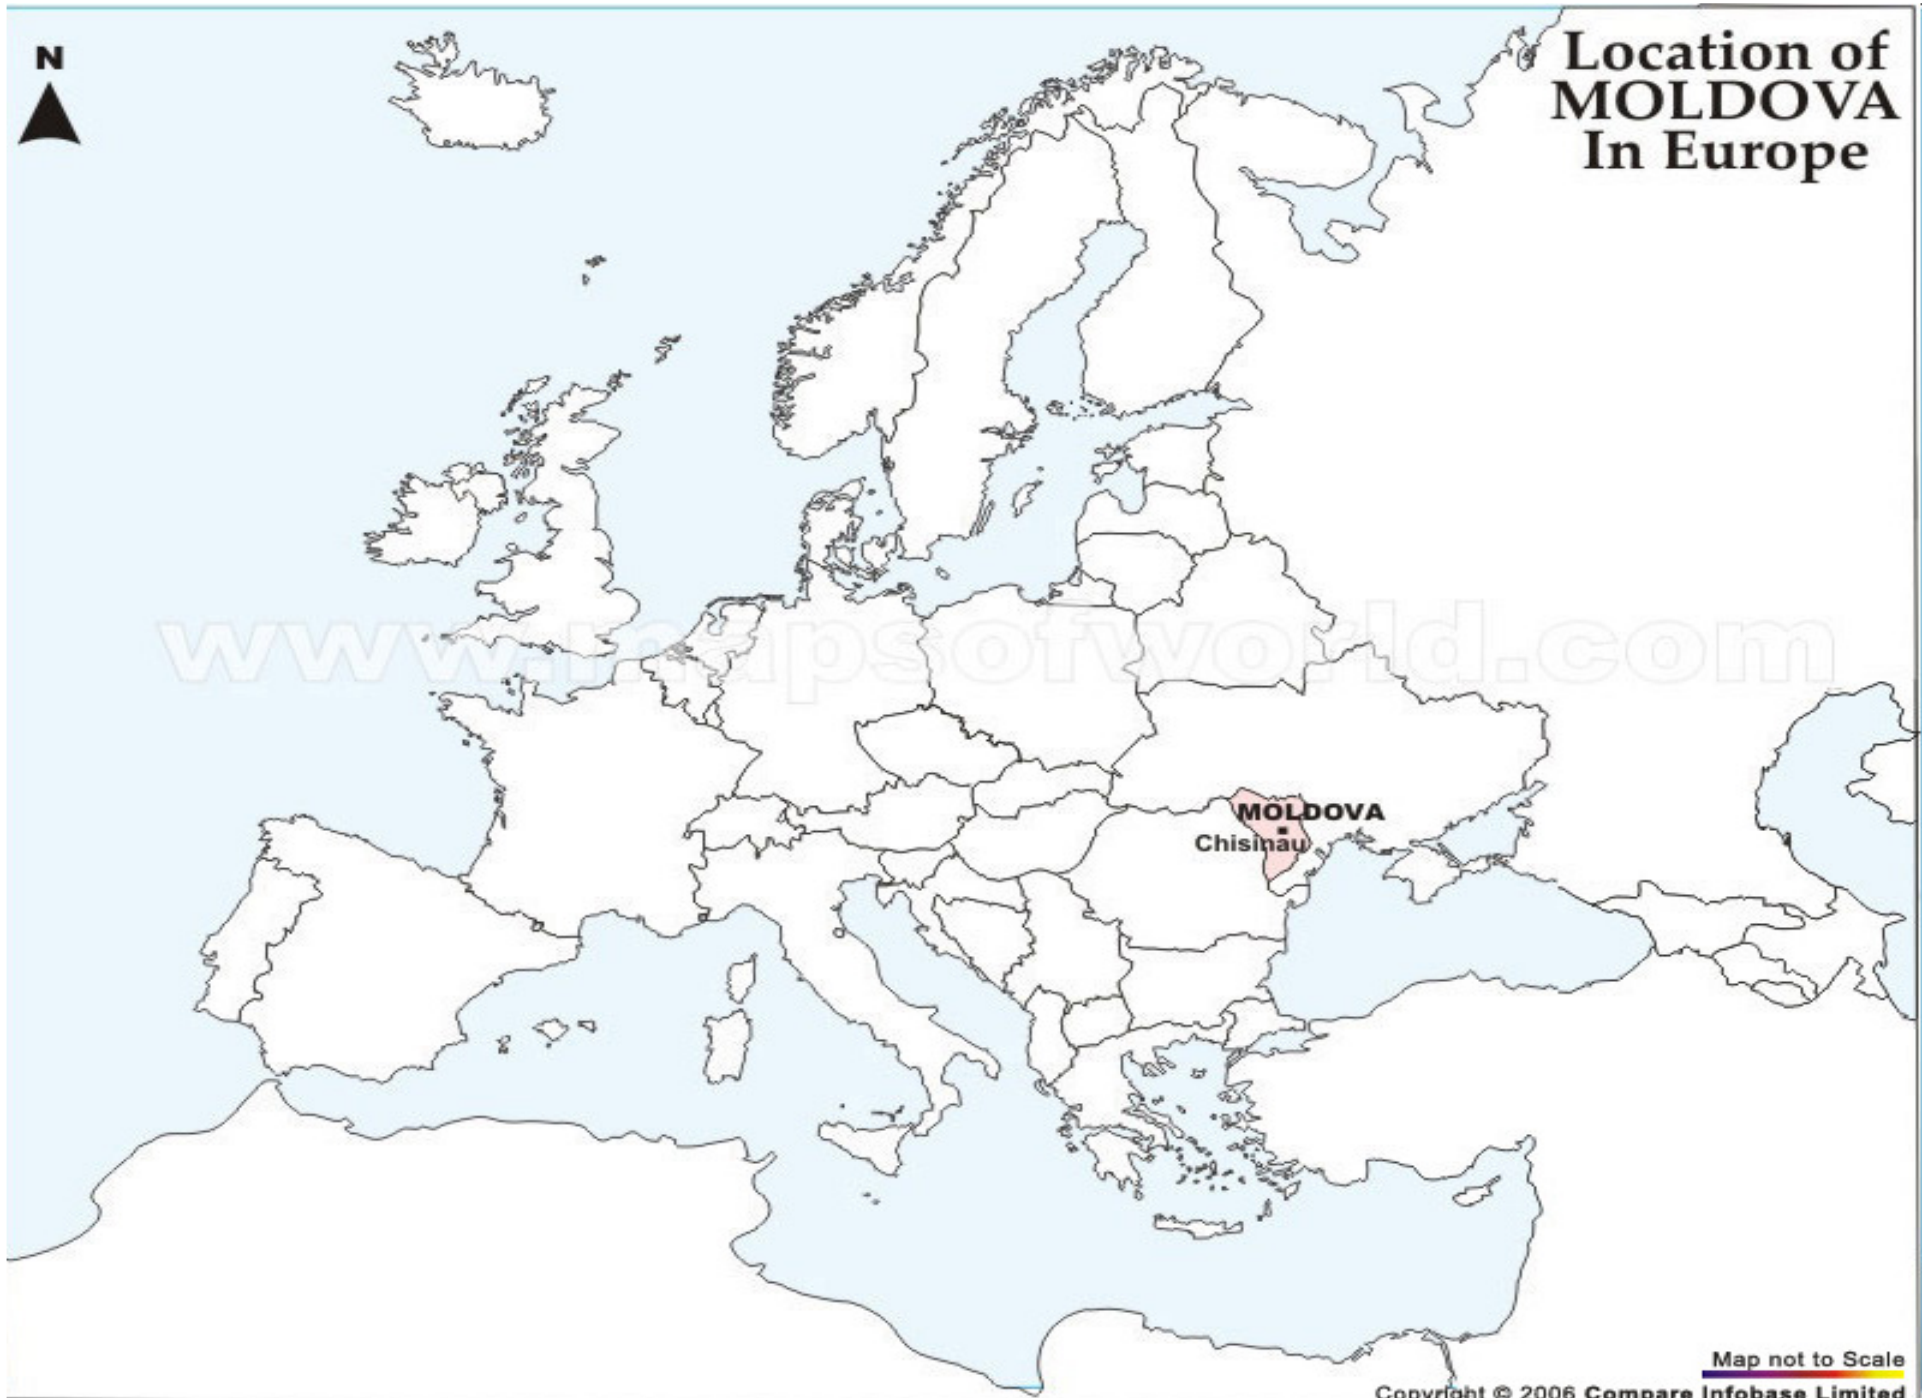 N
Location of
MOLDOVA
In Europe
www.mapsofworld.com
MOLDOVA
Chisinau
Map not to Scale
Copyright © 2006 Compare Infobase Limited